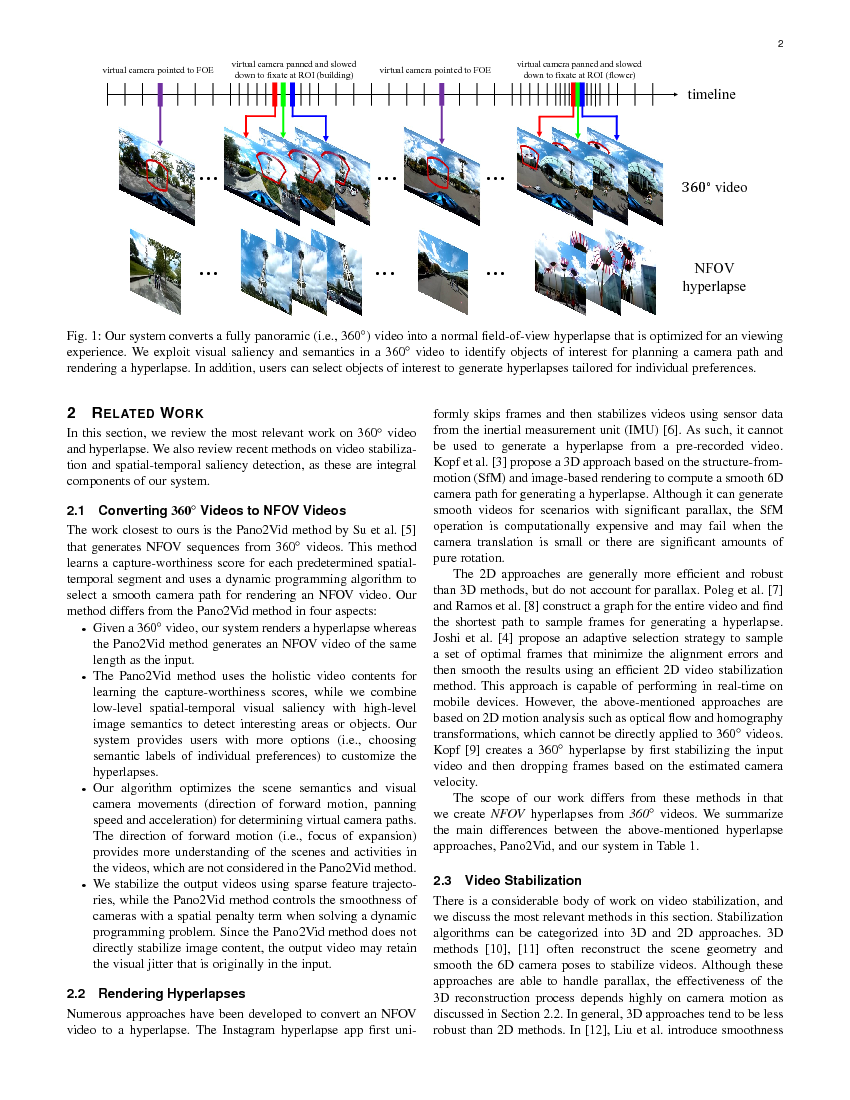 2
virtual camera pointed to FOE
virtual camera panned and slowed
down to fixate at ROI (building)
virtual camera pointed to FOE
virtual camera panned and slowed
down to fixate at ROI (flower)
timeline
360° video
NFOV
hyperlapse
Fig. 1: Our system converts a fully panoramic (i.e., 360°) video into a normal field-of-view hyperlapse that is optimized for an viewing
experience. We exploit visual saliency and semantics in a 360° video to identify objects of interest for planning a camera path and
rendering a hyperlapse. In addition, users can select objects of interest to generate hyperlapses tailored for individual preferences.
2 RELATED WORK
In this section, we review the most relevant work on 360° video
and hyperlapse. We also review recent methods on video stabiliza-
tion and spatial-temporal saliency detection, as these are integral
components of our system.
2.1 Converting 360° Videos to NFOV Videos
The work closest to ours is the Pano2Vid method by Su et al. [5]
that generates NFOV sequences from 360° videos. This method
learns a capture-worthiness score for each predetermined spatial-
temporal segment and uses a dynamic programming algorithm to
select a smooth camera path for rendering an NFOV video. Our
method differs from the Pano2Vid method in four aspects:
• Given a 360° video, our system renders a hyperlapse whereas
the Pano2Vid method generates an NFOV video of the same
length as the input.
• The Pano2Vid method uses the holistic video contents for
learning the capture-worthiness scores, while we combine
low-level spatial-temporal visual saliency with high-level
image semantics to detect interesting areas or objects. Our
system provides users with more options (i.e., choosing
semantic labels of individual preferences) to customize the
hyperlapses.
• Our algorithm optimizes the scene semantics and visual
camera movements (direction of forward motion, panning
speed and acceleration) for determining virtual camera paths.
The direction of forward motion (i.e., focus of expansion)
provides more understanding of the scenes and activities in
the videos, which are not considered in the Pano2Vid method.
• We stabilize the output videos using sparse feature trajecto-
ries, while the Pano2Vid method controls the smoothness of
cameras with a spatial penalty term when solving a dynamic
programming problem. Since the Pano2Vid method does not
directly stabilize image content, the output video may retain
the visual jitter that is originally in the input.
2.2 Rendering Hyperlapses
Numerous approaches have been developed to convert an NFOV
video to a hyperlapse. The Instagram hyperlapse app first uni-
formly skips frames and then stabilizes videos using sensor data
from the inertial measurement unit (IMU) [6]. As such, it cannot
be used to generate a hyperlapse from a pre-recorded video.
Kopf et al. [3] propose a 3D approach based on the structure-from-
motion (SfM) and image-based rendering to compute a smooth 6D
camera path for generating a hyperlapse. Although it can generate
smooth videos for scenarios with significant parallax, the SfM
operation is computationally expensive and may fail when the
camera translation is small or there are significant amounts of
pure rotation.
The 2D approaches are generally more efficient and robust
than 3D methods, but do not account for parallax. Poleg et al. [7]
and Ramos et al. [8] construct a graph for the entire video and find
the shortest path to sample frames for generating a hyperlapse.
Joshi et al. [4] propose an adaptive selection strategy to sample
a set of optimal frames that minimize the alignment errors and
then smooth the results using an efficient 2D video stabilization
method. This approach is capable of performing in real-time on
mobile devices. However, the above-mentioned approaches are
based on 2D motion analysis such as optical flow and homography
transformations, which cannot be directly applied to 360° videos.
Kopf [9] creates a 360° hyperlapse by first stabilizing the input
video and then dropping frames based on the estimated camera
velocity.
The scope of our work differs from these methods in that
we create NFOV hyperlapses from 360° videos. We summarize
the main differences between the above-mentioned hyperlapse
approaches, Pano2Vid, and our system in Table 1.
2.3 Video Stabilization
There is a considerable body of work on video stabilization, and
we discuss the most relevant methods in this section. Stabilization
algorithms can be categorized into 3D and 2D approaches. 3D
methods [10], [11] often reconstruct the scene geometry and
smooth the 6D camera poses to stabilize videos. Although these
approaches are able to handle parallax, the effectiveness of the
3D reconstruction process depends highly on camera motion as
discussed in Section 2.2. In general, 3D approaches tend to be less
robust than 2D methods. In [12], Liu et al. introduce smoothness